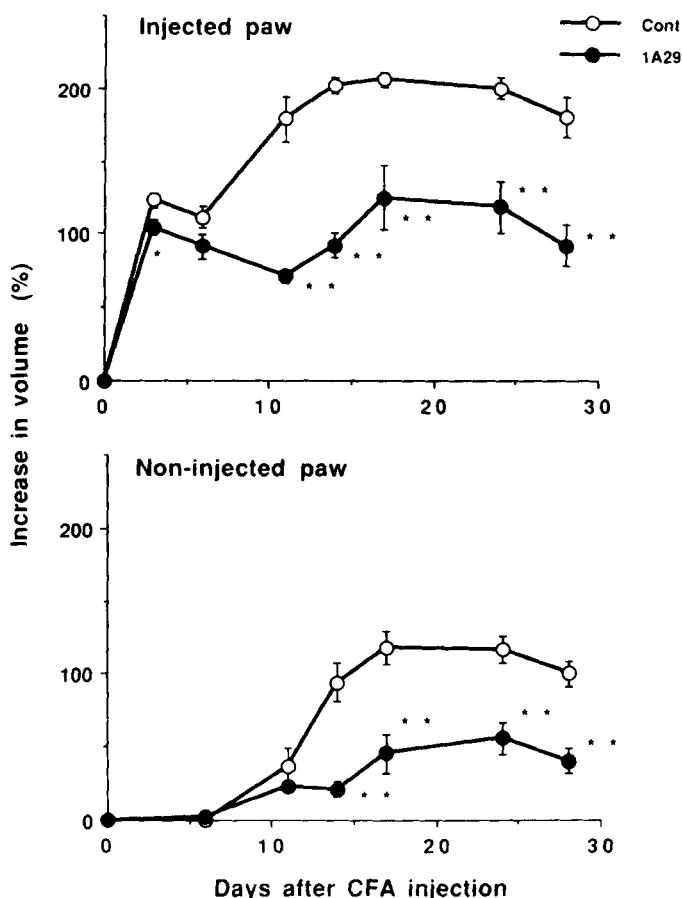 Injected paw
Cont
1A29
200
100
0
* 
* *
* *
* *
* *
* *
0 10 20 30
Increase in volume (%)
Non-injected paw
200
100
0
* *
* *
* *
* *
0 10 20 30
Days after CFA injection